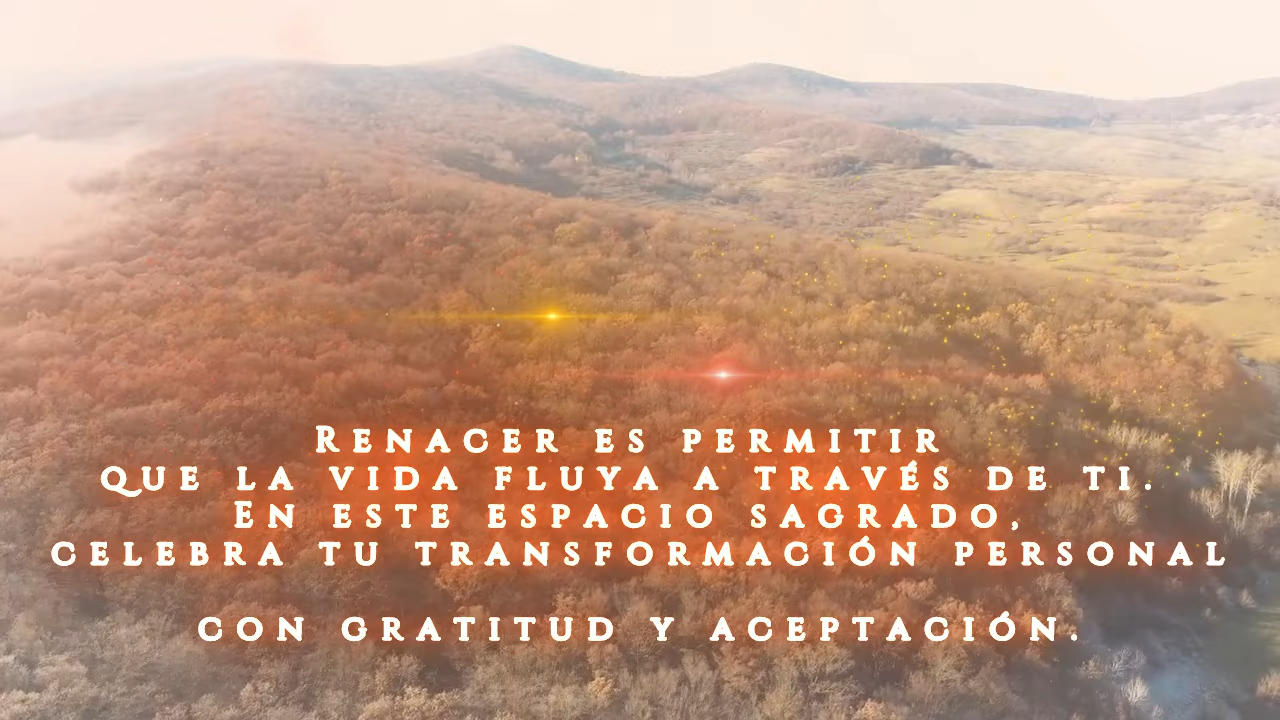 Renacer es permitir
que la vida fluya a través de ti.
En este espacio sagrado,
celebra tu transformación personal
con gratitud y aceptación.